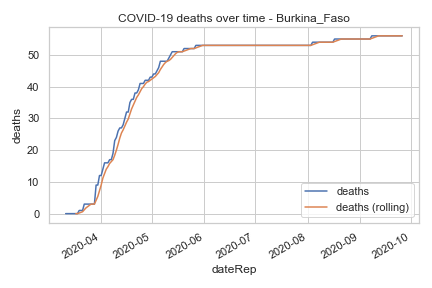 COVID-19 deaths over time - Burkina_Faso
deaths
50
40
30
20
10
0
deaths
deaths (rolling)
2020-04
2020-05
2020-06
2020-07
2020-08
2020-09
2020-10
dateRep